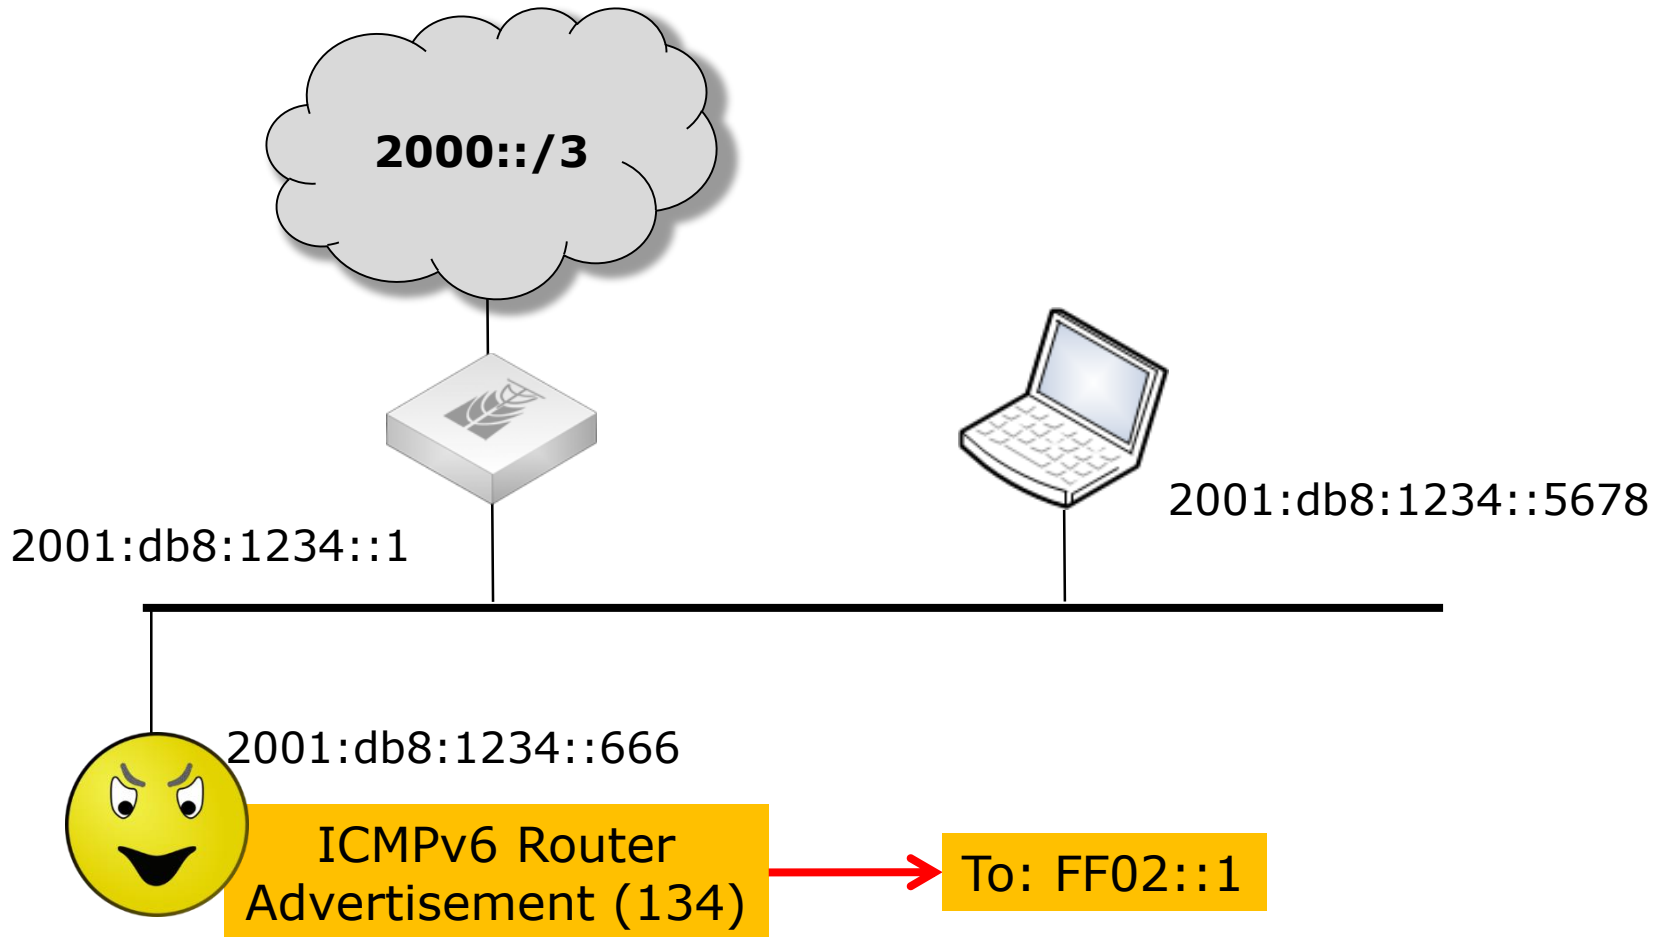 2000::/3
2001:db8:1234::5678
2001:db8:1234::1
2001:db8:1234::666
ICMPv6 Router
Advertisement (134)
To: FF02::1